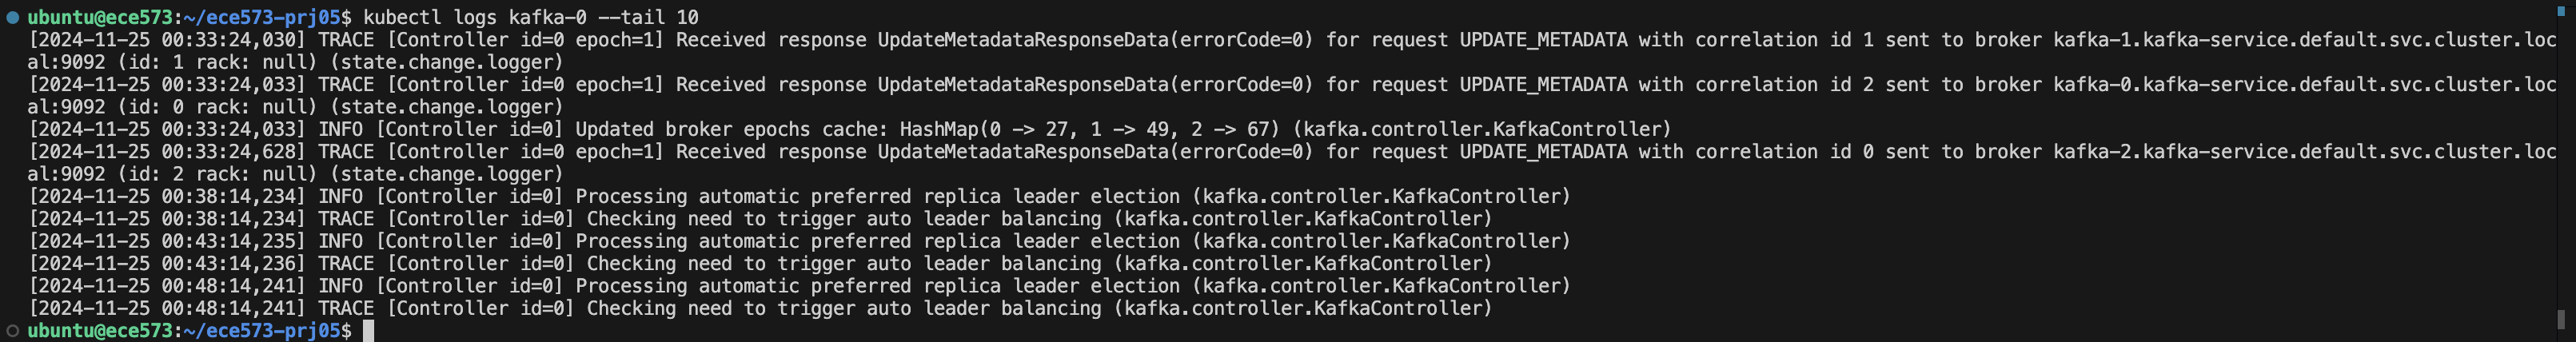 ubuntu@ece573:~/ece573-prj05$ kubectl logs kafka-0 --tail 10
[2024-11-25 00:33:24,030] TRACE [Controller id=0 epoch=1] Received response UpdateMetadataResponseData(errorCode=0) for request UPDATE_METADATA with correlation id 1 sent to broker kafka-1.kafka-service.default.svc.cluster.loc
al:9092 (id: 1 rack: null) (state.change.logger)
[2024-11-25 00:33:24,033] TRACE [Controller id=0 epoch=1] Received response UpdateMetadataResponseData(errorCode=0) for request UPDATE_METADATA with correlation id 2 sent to broker kafka-0.kafka-service.default.svc.cluster.loc
al:9092 (id: 0 rack: null) (state.change.logger)
[2024-11-25 00:33:24,033] INFO [Controller id=0] Updated broker epochs cache: HashMap(0 -> 27, 1 -> 49, 2 -> 67) (kafka.controller.KafkaController)
[2024-11-25 00:33:24,628] TRACE [Controller id=0 epoch=1] Received response UpdateMetadataResponseData(errorCode=0) for request UPDATE_METADATA with correlation id 0 sent to broker kafka-2.kafka-service.default.svc.cluster.loc
al:9092 (id: 2 rack: null) (state.change.logger)
[2024-11-25 00:38:14,234] INFO [Controller id=0] Processing automatic preferred replica leader election (kafka.controller.KafkaController)
[2024-11-25 00:38:14,234] TRACE [Controller id=0] Checking need to trigger auto leader balancing (kafka.controller.KafkaController)
[2024-11-25 00:43:14,235] INFO [Controller id=0] Processing automatic preferred replica leader election (kafka.controller.KafkaController)
[2024-11-25 00:43:14,236] TRACE [Controller id=0] Checking need to trigger auto leader balancing (kafka.controller.KafkaController)
[2024-11-25 00:48:14,241] INFO [Controller id=0] Processing automatic preferred replica leader election (kafka.controller.KafkaController)
[2024-11-25 00:48:14,241] TRACE [Controller id=0] Checking need to trigger auto leader balancing (kafka.controller.KafkaController)
ubuntu@ece573:~/ece573-prj05$